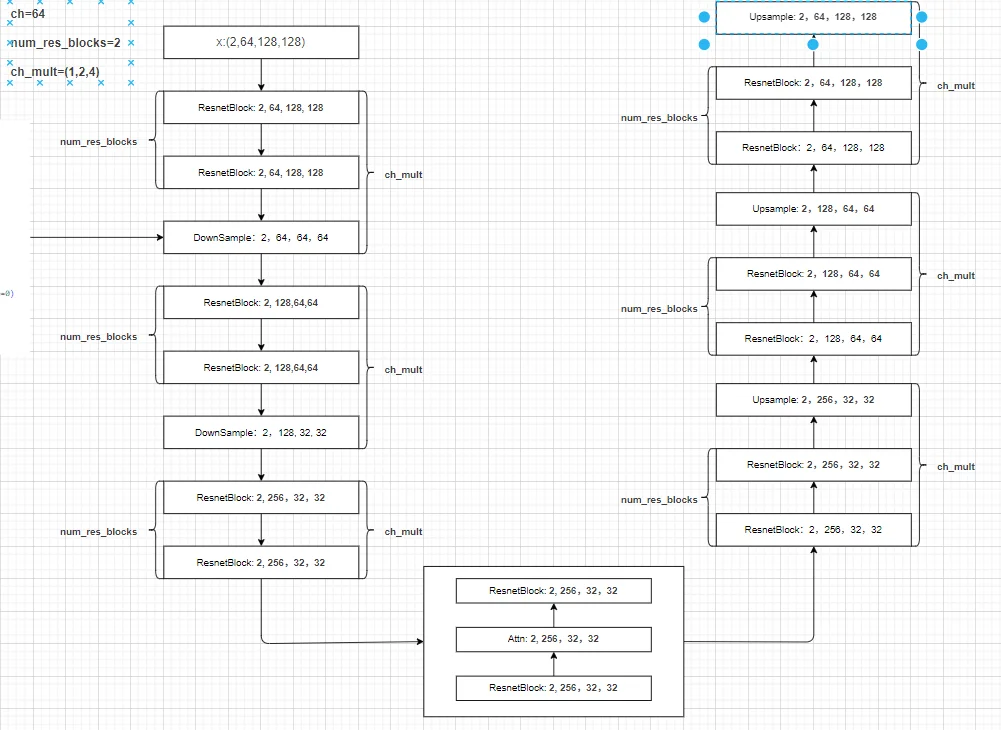 ch=64
num_res_blocks=2
ch_mult=(1,2,4)
x:(2,64,128,128)
ResnetBlock: 2, 64, 128, 128
num_res_blocks
ResnetBlock: 2, 64, 128, 128
ch_mult
DownSample: 2, 64, 64, 64
=0)
ResnetBlock: 2, 128,64,64
num_res_blocks
ResnetBlock: 2, 128,64,64
ch_mult
DownSample: 2, 128, 32, 32
ResnetBlock: 2, 256, 32, 32
num_res_blocks
ch_mult
ResnetBlock: 2, 256, 32, 32
ResnetBlock: 2, 256, 32, 32
Attn: 2, 256, 32, 32
ResnetBlock: 2, 256, 32, 32
Upsample: 2, 64, 128, 128
ResnetBlock: 2, 64, 128, 128
ch_mult
num_res_blocks
ResnetBlock: 2, 64, 128, 128
Upsample: 2, 128, 64, 64
ResnetBlock: 2, 128, 64, 64
ch_mult
num_res_blocks
ResnetBlock: 2, 128, 64, 64
Upsample: 2, 256, 32, 32
ResnetBlock: 2, 256, 32, 32
ch_mult
num_res_blocks
ResnetBlock: 2, 256, 32, 32